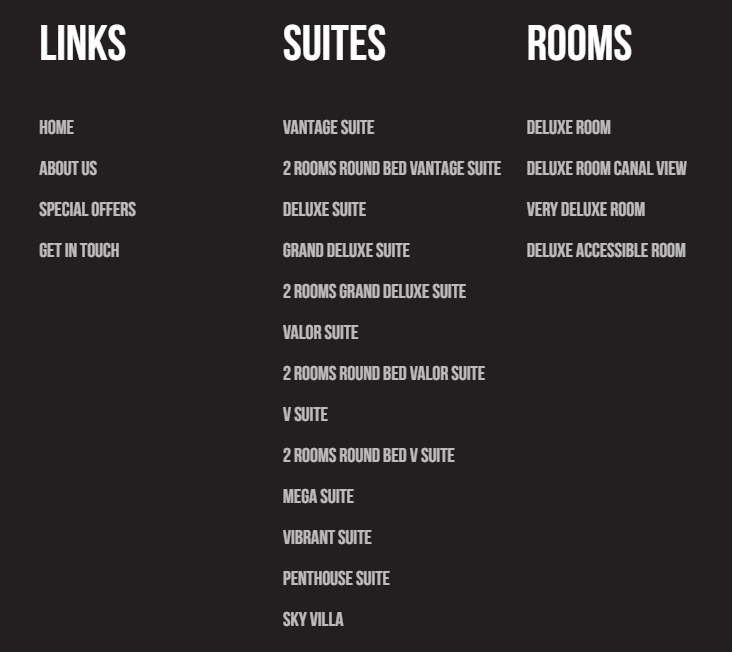 LINKS
HOME
ABOUT US
SPECIAL OFFERS
GET IN TOUCH
SUITES
VANTAGE SUITE
2 ROOMS ROUND BED VANTAGE SUITE
DELUXE SUITE
GRAND DELUXE SUITE
2 ROOMS GRAND DELUXE SUITE
VALOR SUITE
2 ROOMS ROUND BED VALOR SUITE
V SUITE
2 ROOMS ROUND BED V SUITE
MEGA SUITE
VIBRANT SUITE
PENTHOUSE SUITE
SKY VILLA
ROOMS
DELUXE ROOM
DELUXE ROOM CANAL VIEW
VERY DELUXE ROOM
DELUXE ACCESSIBLE ROOM